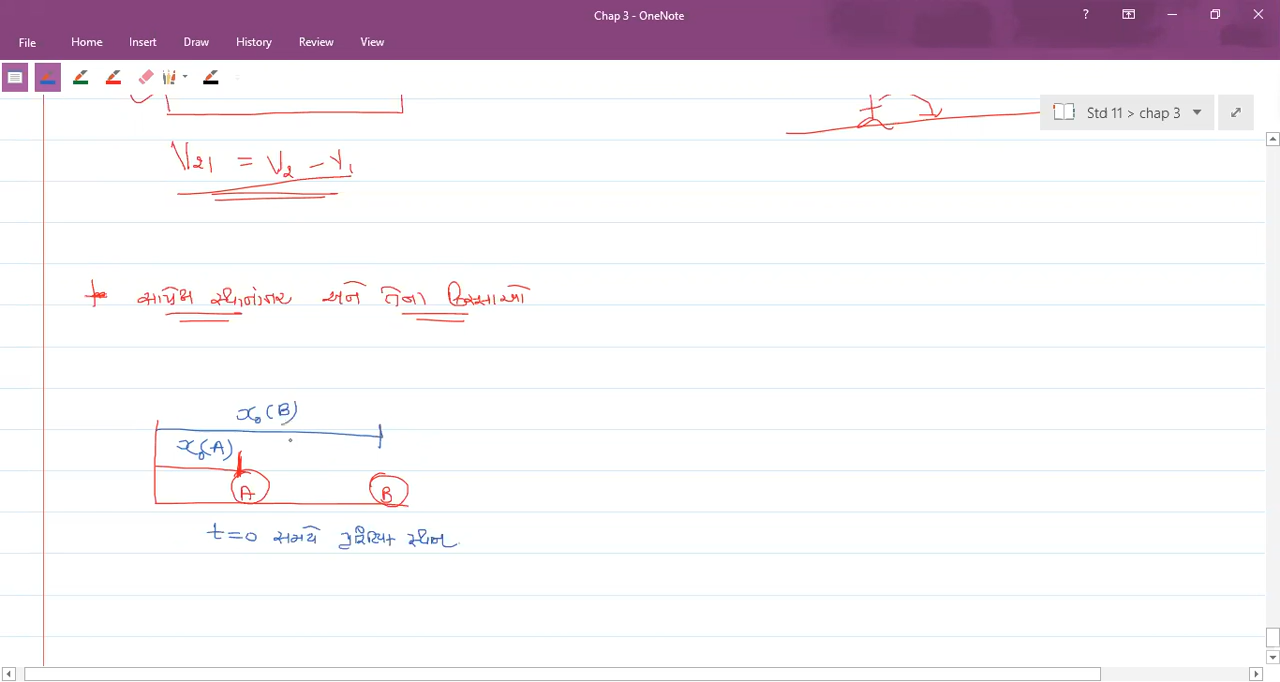 Chap 3 - OneNote
?
File Home Insert Draw History Review View
Std 11 > chap 3
V₂₁ = V₂ - V₁
* સાપેક્ષ સ્થાનાંતર અને તેના કિસ્સાઓ
x₀(B)
x₀(A)
A B
t=0 સમયે પ્રારંભિક સ્થાન